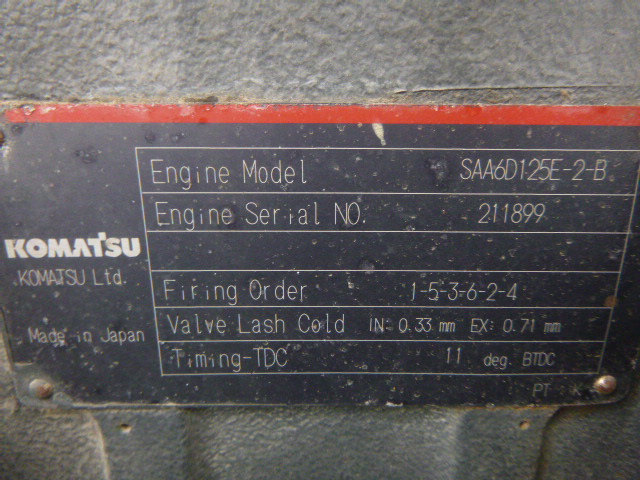 Engine Model SAA6D125E-2-B
Engine Serial NO. 211899
KOMATSU
KOMATSU Ltd.
Firing Order 1-5-3-6-2-4
Valve Lash Cold IN: 0.33 mm EX: 0.71 mm
Made in Japan
Timing-TDC 11 deg. BTDC
PT